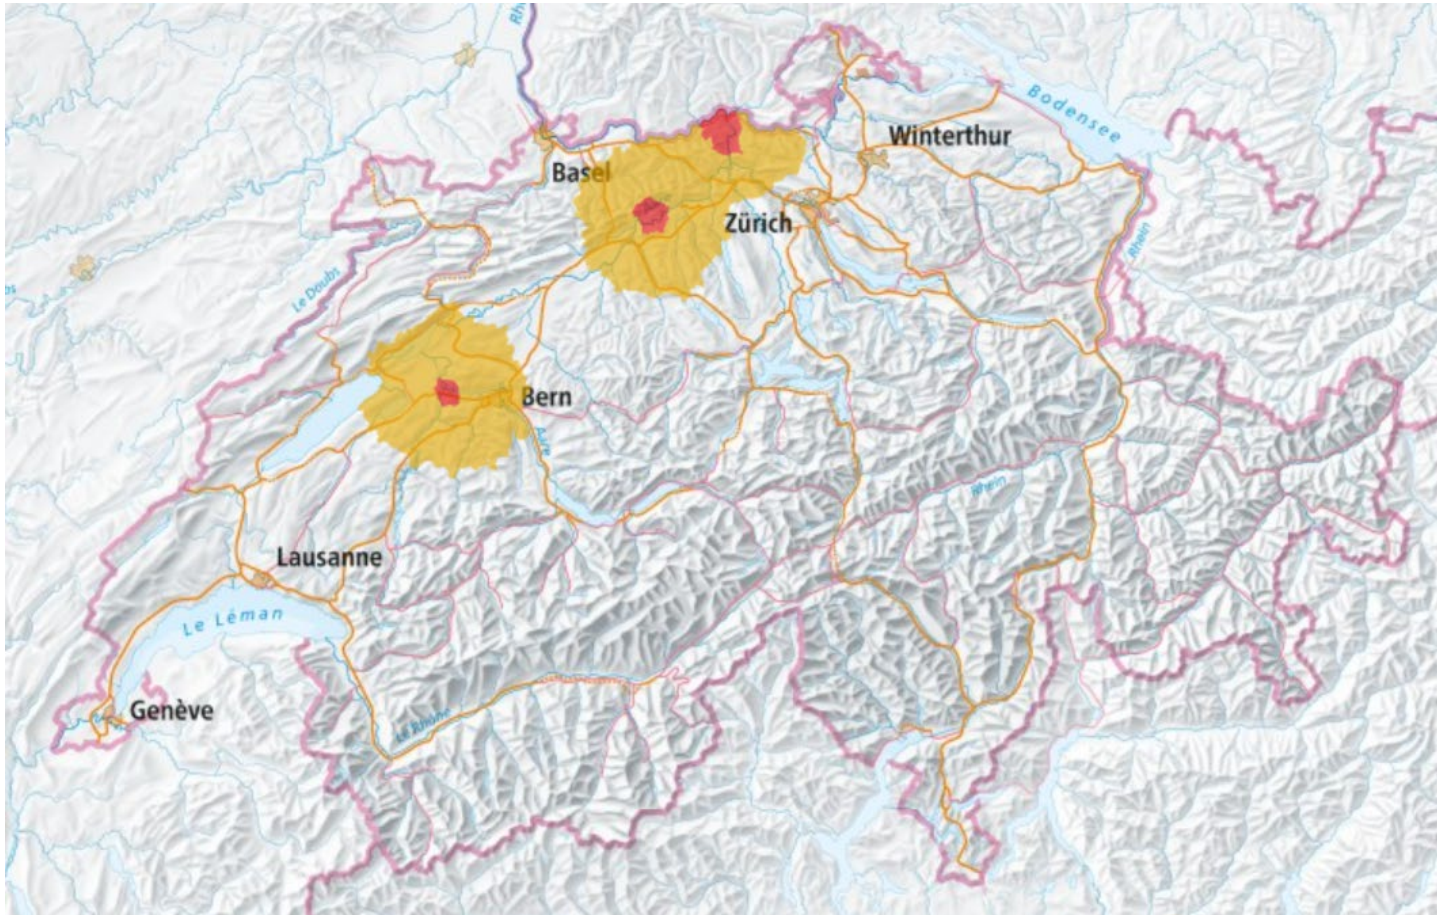 Bodensee
Winterthur
Basel
Zürich
Rhein
Le Doubs
Bern
Aare
Rhein
Lausanne
Le Léman
Genève
Le Rhône